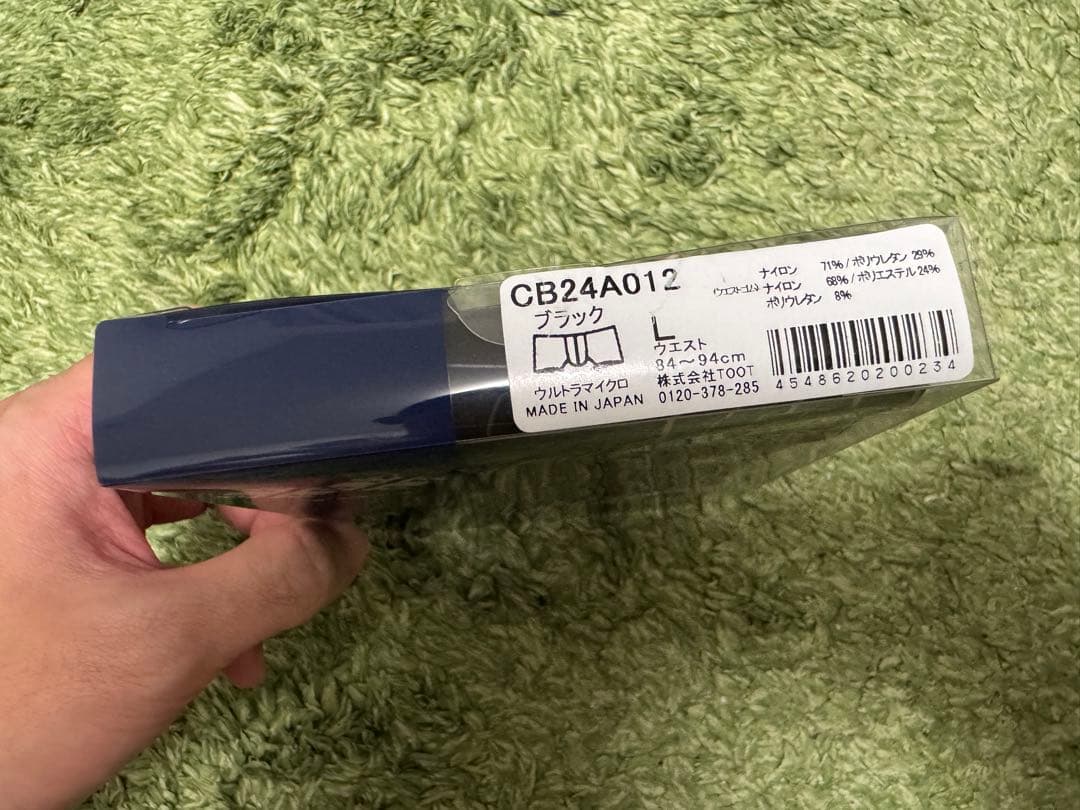 CB24A012
ブラック
ウルトラマイクロ
MADE IN JAPAN
L
ウエスト
84～94cm
株式会社TOOT
0120-378-285
ナイロン 71%/ポリウレタン 29%
(ウエストゴム) ナイロン 68%/ポリエステル 24%
ポリウレタン 8%
4548620200234